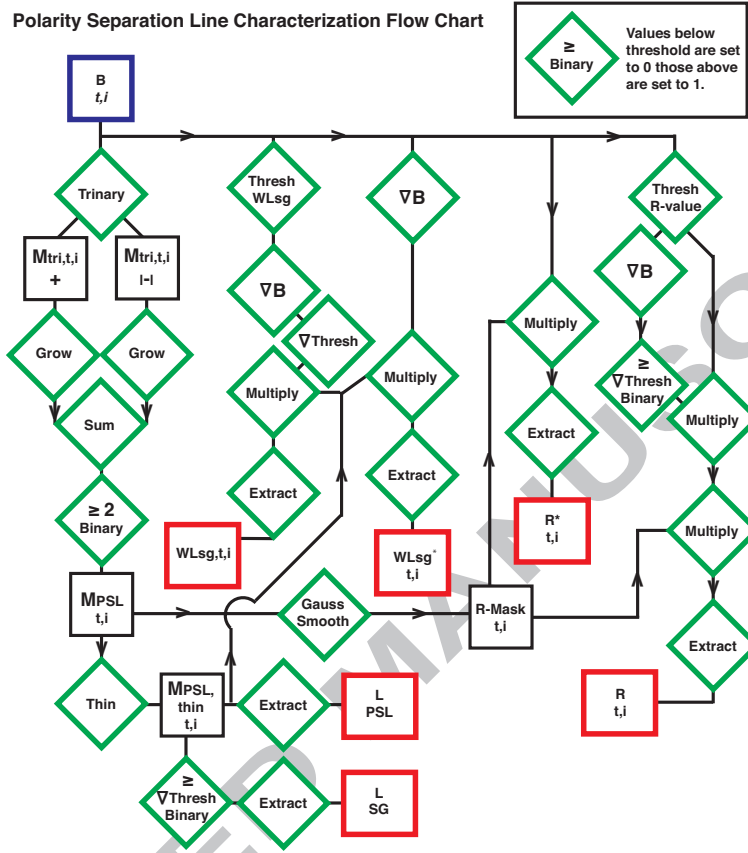 Polarity Separation Line Characterization Flow Chart
≥
Binary
Values below
threshold are set
to 0 those above
are set to 1.
B
t,i
Trinary
Thresh
WLsg
∇B
Thresh
R-value
Mtri,t,i
+
Mtri,t,i
|-|
∇B
∇B
∇Thresh
Multiply
Grow
Grow
≥
∇Thresh
Binary
Multiply
Multiply
Multiply
Sum
Extract
Extract
Extract
≥ 2
Binary
WLsg,t,i
WLsg*
t,i
R*
t,i
Multiply
MPSL
t,i
Gauss
Smooth
R-Mask
t,i
Extract
Thin
MPSL,
thin
t,i
Extract
L
PSL
R
t,i
≥
∇Thresh
Binary
Extract
L
SG
ED MANUSC